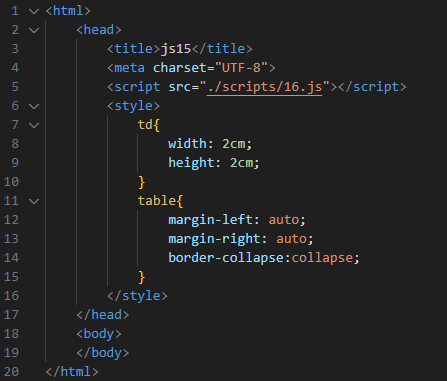 1 <html>
2 <head>
3 <title>js15</title>
4 <meta charset="UTF-8">
5 <script src="./scripts/16.js"></script>
6 <style>
7 td{
8 width: 2cm;
9 height: 2cm;
10 }
11 table{
12 margin-left: auto;
13 margin-right: auto;
14 border-collapse:collapse;
15 }
16 </style>
17 </head>
18 <body>
19 </body>
20 </html>